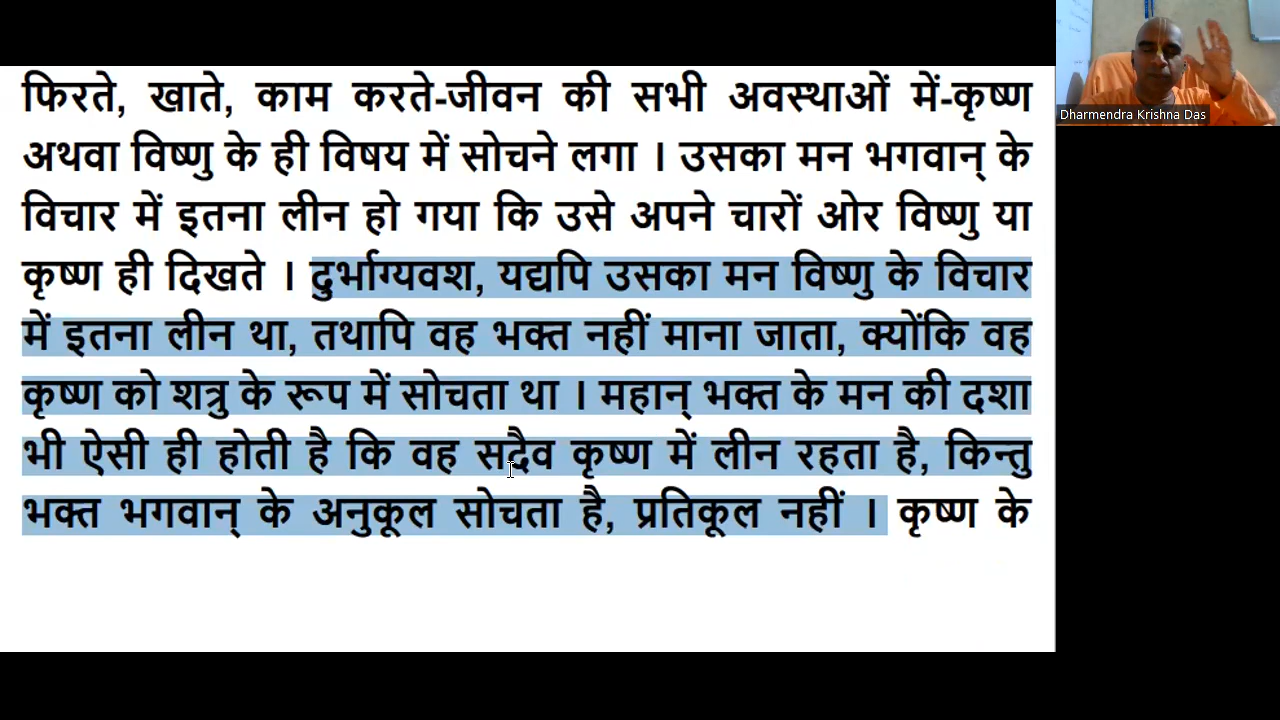 फिरते, खाते, काम करते-जीवन की सभी अवस्थाओं में-कृष्ण
अथवा विष्णु के ही विषय में सोचने लगा । उसका मन भगवान् के
विचार में इतना लीन हो गया कि उसे अपने चारों ओर विष्णु या
कृष्ण ही दिखते । दुर्भाग्यवश, यद्यपि उसका मन विष्णु के विचार
में इतना लीन था, तथापि वह भक्त नहीं माना जाता, क्योंकि वह
कृष्ण को शत्रु के रूप में सोचता था । महान् भक्त के मन की दशा
भी ऐसी ही होती है कि वह सदैव कृष्ण में लीन रहता है, किन्तु
भक्त भगवान् के अनुकूल सोचता है, प्रतिकूल नहीं । कृष्ण के
Dharmendra Krishna Das